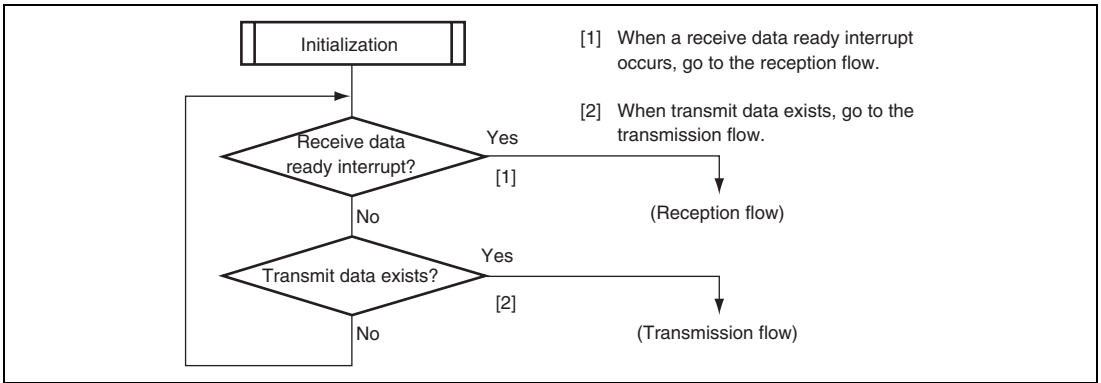 Initialization
[1] When a receive data ready interrupt
occurs, go to the reception flow.
[2] When transmit data exists, go to the
transmission flow.
Receive data
ready interrupt?
Yes
[1]
(Reception flow)
No
Transmit data exists?
Yes
[2]
(Transmission flow)
No